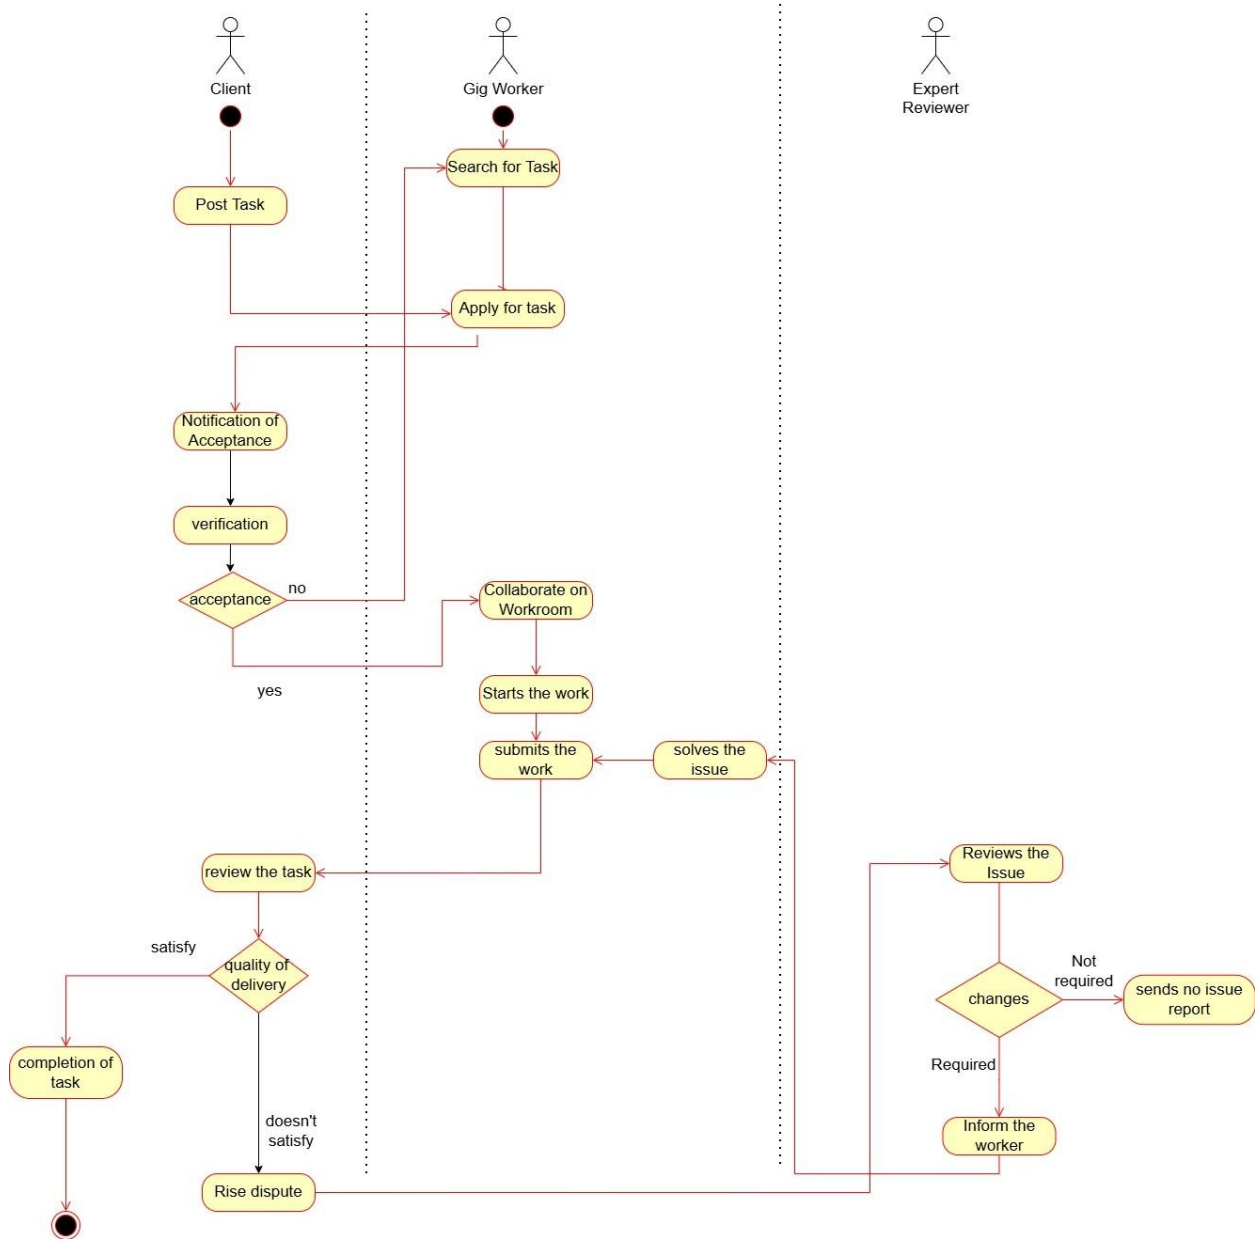 Client
Gig Worker
Expert
Reviewer
Search for Task
Post Task
Apply for task
Notification of
Acceptance
verification
acceptance
no
yes
Collaborate on
Workroom
Starts the work
submits the
work
solves the
issue
review the task
Reviews the
Issue
satisfy
quality of
delivery
changes
Not
required
sends no issue
report
completion of
task
Required
doesn't
satisfy
Inform the
worker
Rise dispute